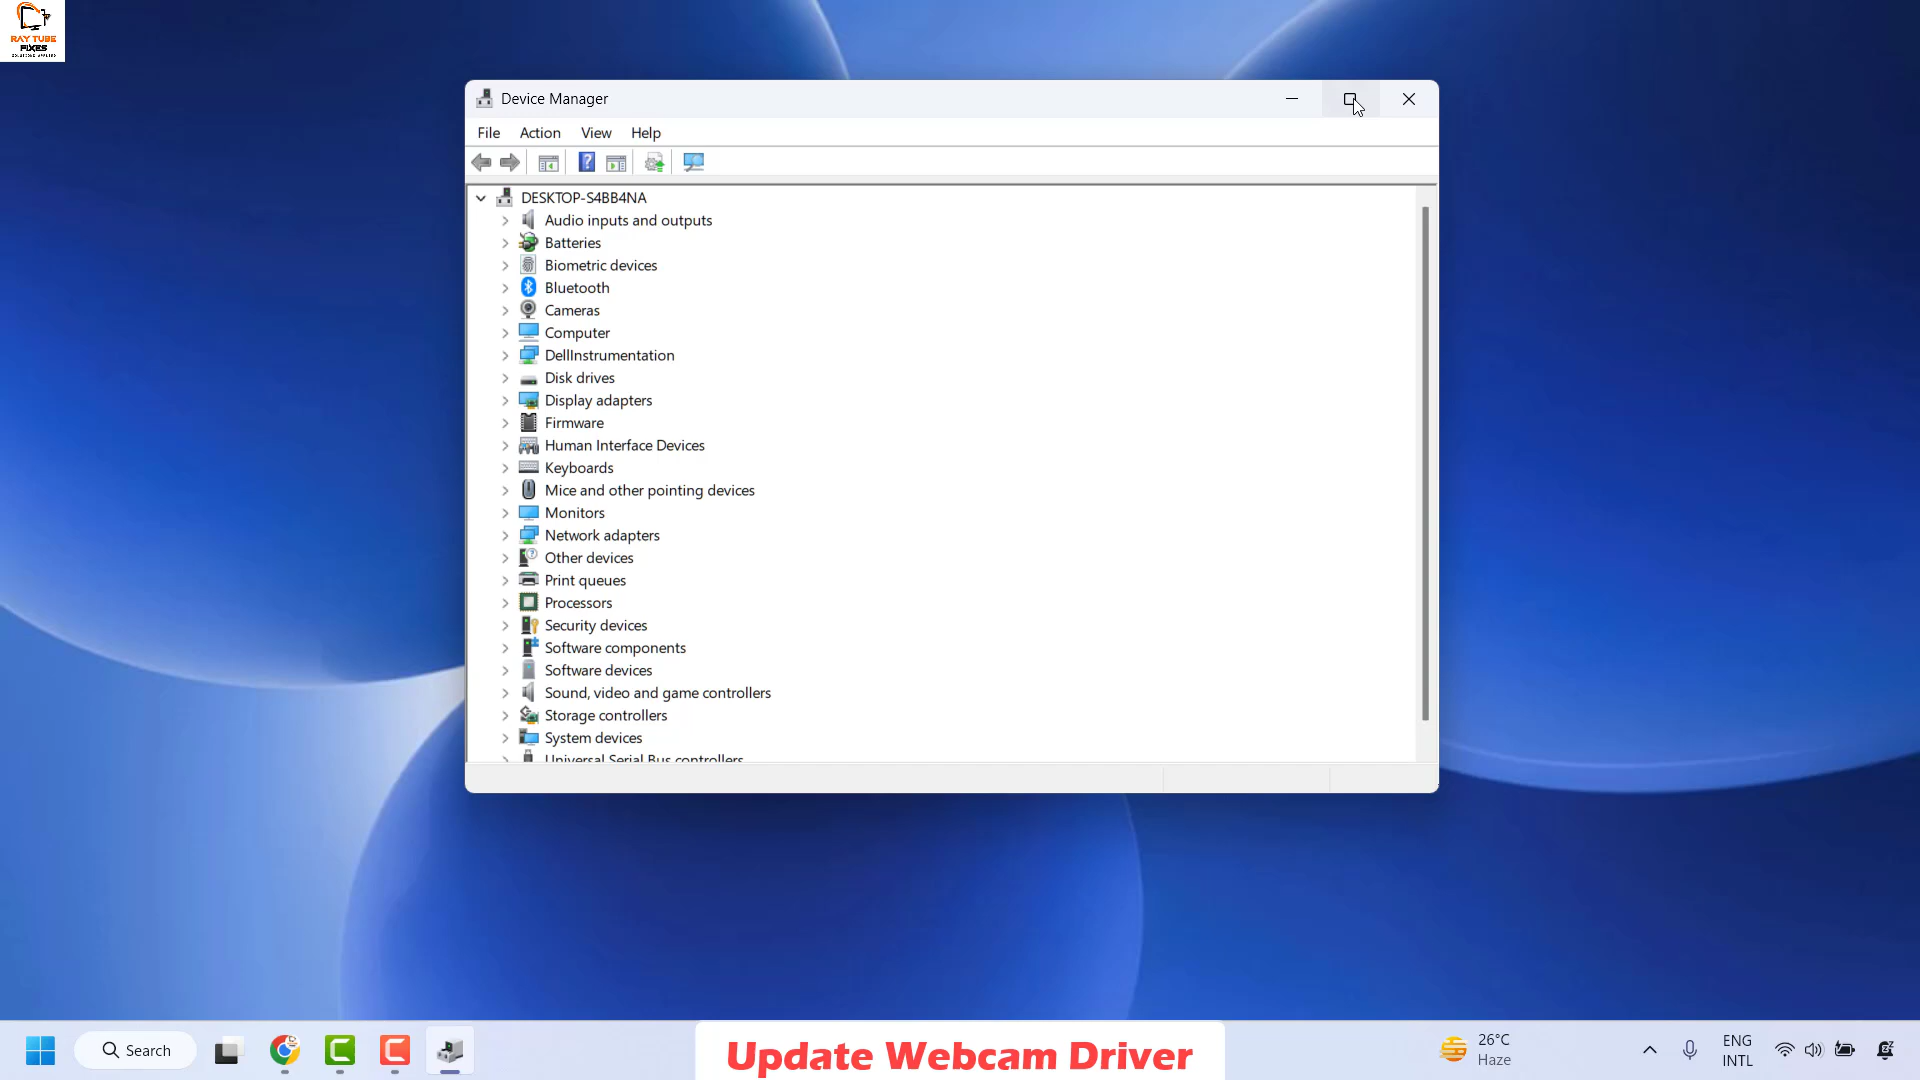 RAY TUBE
FIXES
Device Manager
File Action View Help
DESKTOP-S4BB4NA
Audio inputs and outputs
Batteries
Biometric devices
Bluetooth
Cameras
Computer
DellInstrumentation
Disk drives
Display adapters
Firmware
Human Interface Devices
Keyboards
Mice and other pointing devices
Monitors
Network adapters
Other devices
Print queues
Processors
Security devices
Software components
Software devices
Sound, video and game controllers
Storage controllers
System devices
Universal Serial Bus controllers
Search
Update Webcam Driver
26°C
Haze
ENG
INTL